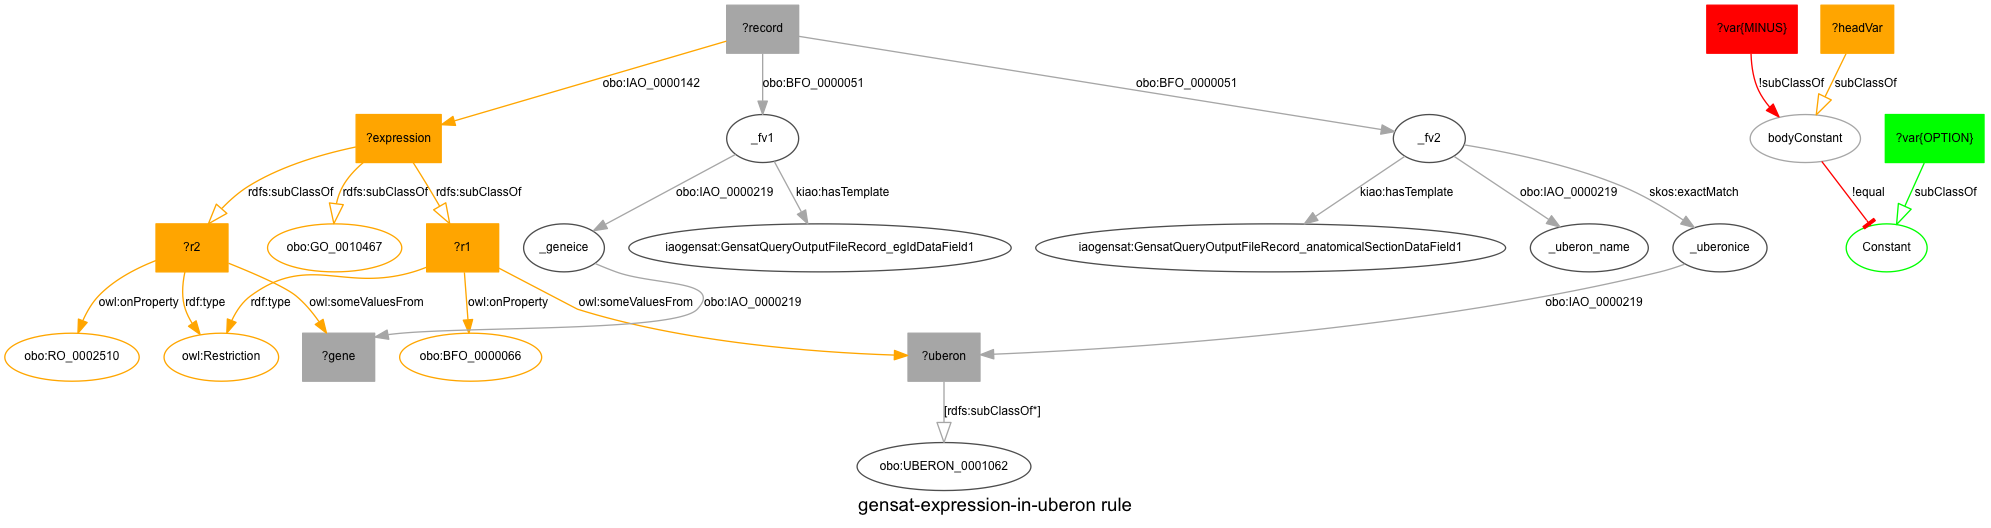 ?record
?var{MINUS}
?headVar
obo:IAO_0000142
obo:BFO_0000051
obo:BFO_0000051
!subClassOf
subClassOf
?expression
_fv1
_fv2
bodyConstant
?var{OPTION}
rdfs:subClassOf
rdfs:subClassOf
rdfs:subClassOf
obo:IAO_0000219
kiao:hasTemplate
kiao:hasTemplate
obo:IAO_0000219
skos:exactMatch
!equal
subClassOf
?r2
obo:GO_0010467
?r1
_geneice
iaogensat:GensatQueryOutputFileRecord_egIdDataField1
iaogensat:GensatQueryOutputFileRecord_anatomicalSectionDataField1
_uberon_name
_uberonice
Constant
owl:onProperty
rdf:type
rdf:type
owl:someValuesFrom
owl:onProperty
owl:someValuesFrom
obo:IAO_0000219
obo:IAO_0000219
obo:RO_0002510
owl:Restriction
?gene
obo:BFO_0000066
?uberon
[rdfs:subClassOf*]
obo:UBERON_0001062
gensat-expression-in-uberon rule